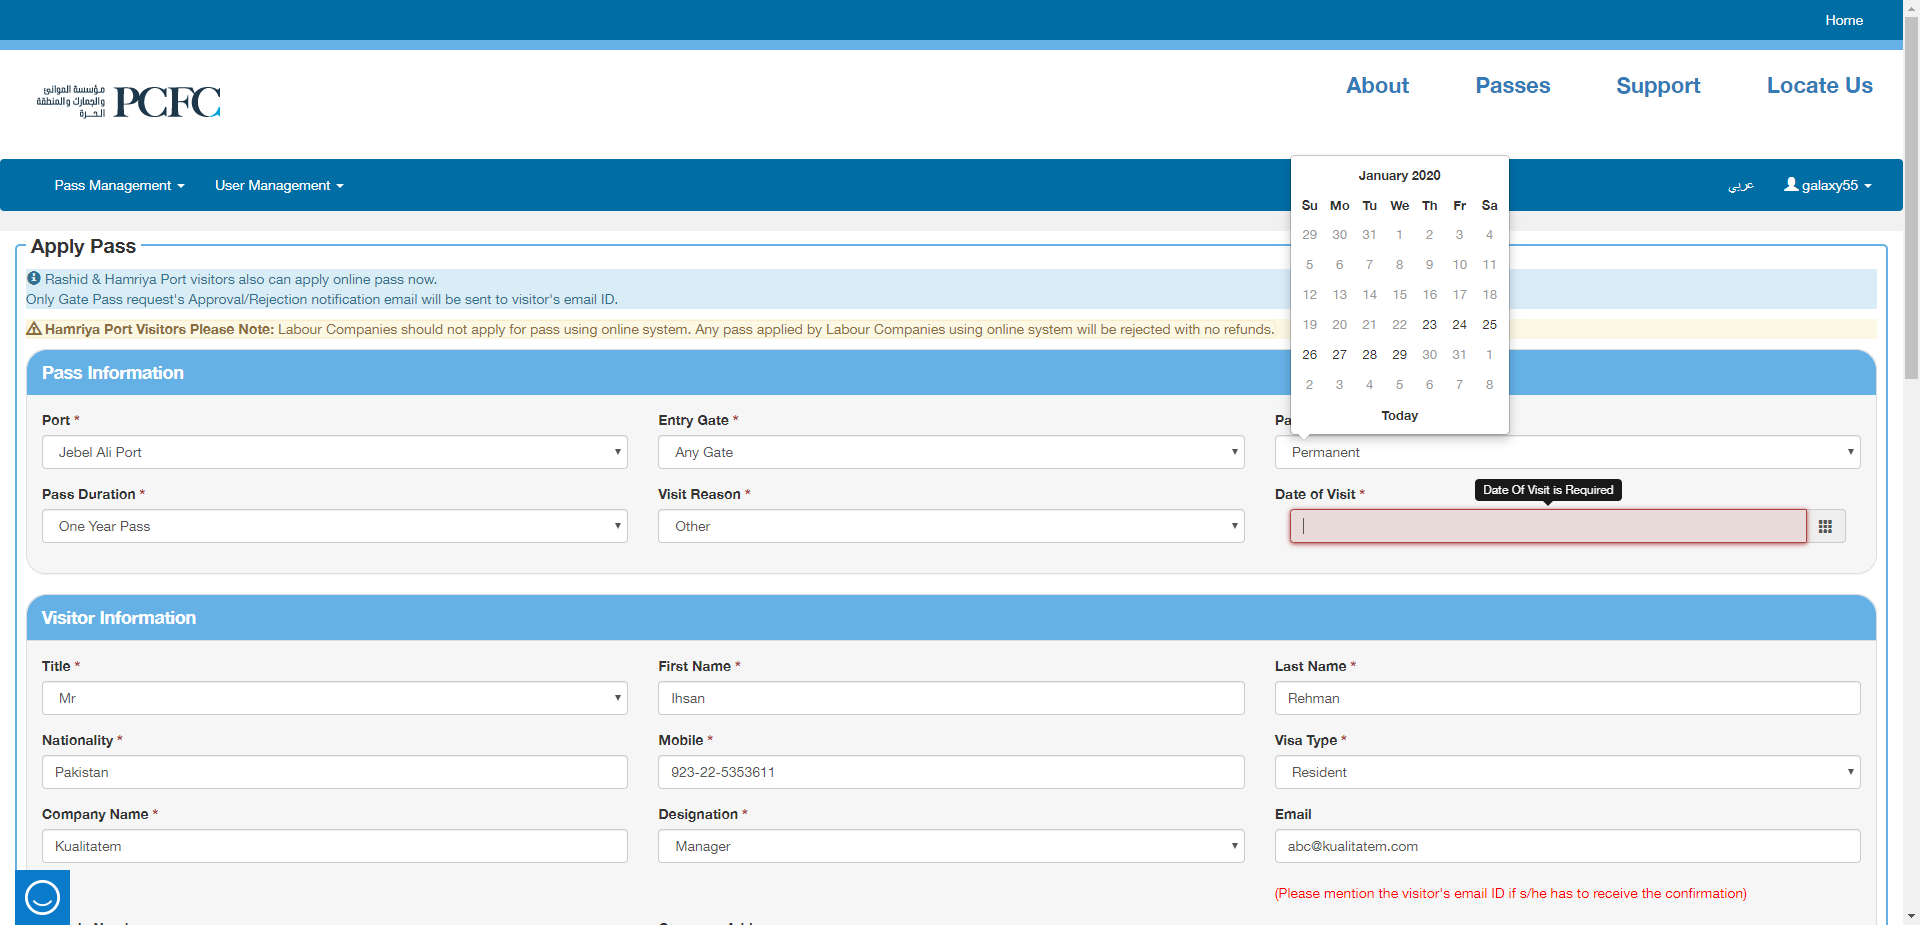 Home
مؤسسة الموانئ
والجمارك والمنطقة
الحرة
PCFC
About
Passes
Support
Locate Us
Pass Management
User Management
عربي
galaxy55
January 2020
Su Mo Tu We Th Fr Sa
29 30 31 1 2 3 4
5 6 7 8 9 10 11
12 13 14 15 16 17 18
19 20 21 22 23 24 25
26 27 28 29 30 31 1
2 3 4 5 6 7 8
Today
Apply Pass
Rashid & Hamriya Port visitors also can apply online pass now.
Only Gate Pass request's Approval/Rejection notification email will be sent to visitor's email ID.
Hamriya Port Visitors Please Note: Labour Companies should not apply for pass using online system. Any pass applied by Labour Companies using online system will be rejected with no refunds.
Pass Information
Port *
Entry Gate *
Pa
Jebel Ali Port
Any Gate
Permanent
Pass Duration *
Visit Reason *
Date of Visit *
Date Of Visit is Required
One Year Pass
Other
Visitor Information
Title *
First Name *
Last Name *
Mr
Ihsan
Rehman
Nationality *
Mobile *
Visa Type *
Pakistan
923-22-5353611
Resident
Company Name *
Designation *
Email
Kualitatem
Manager
abc@kualitatem.com
(Please mention the visitor's email ID if s/he has to receive the confirmation)